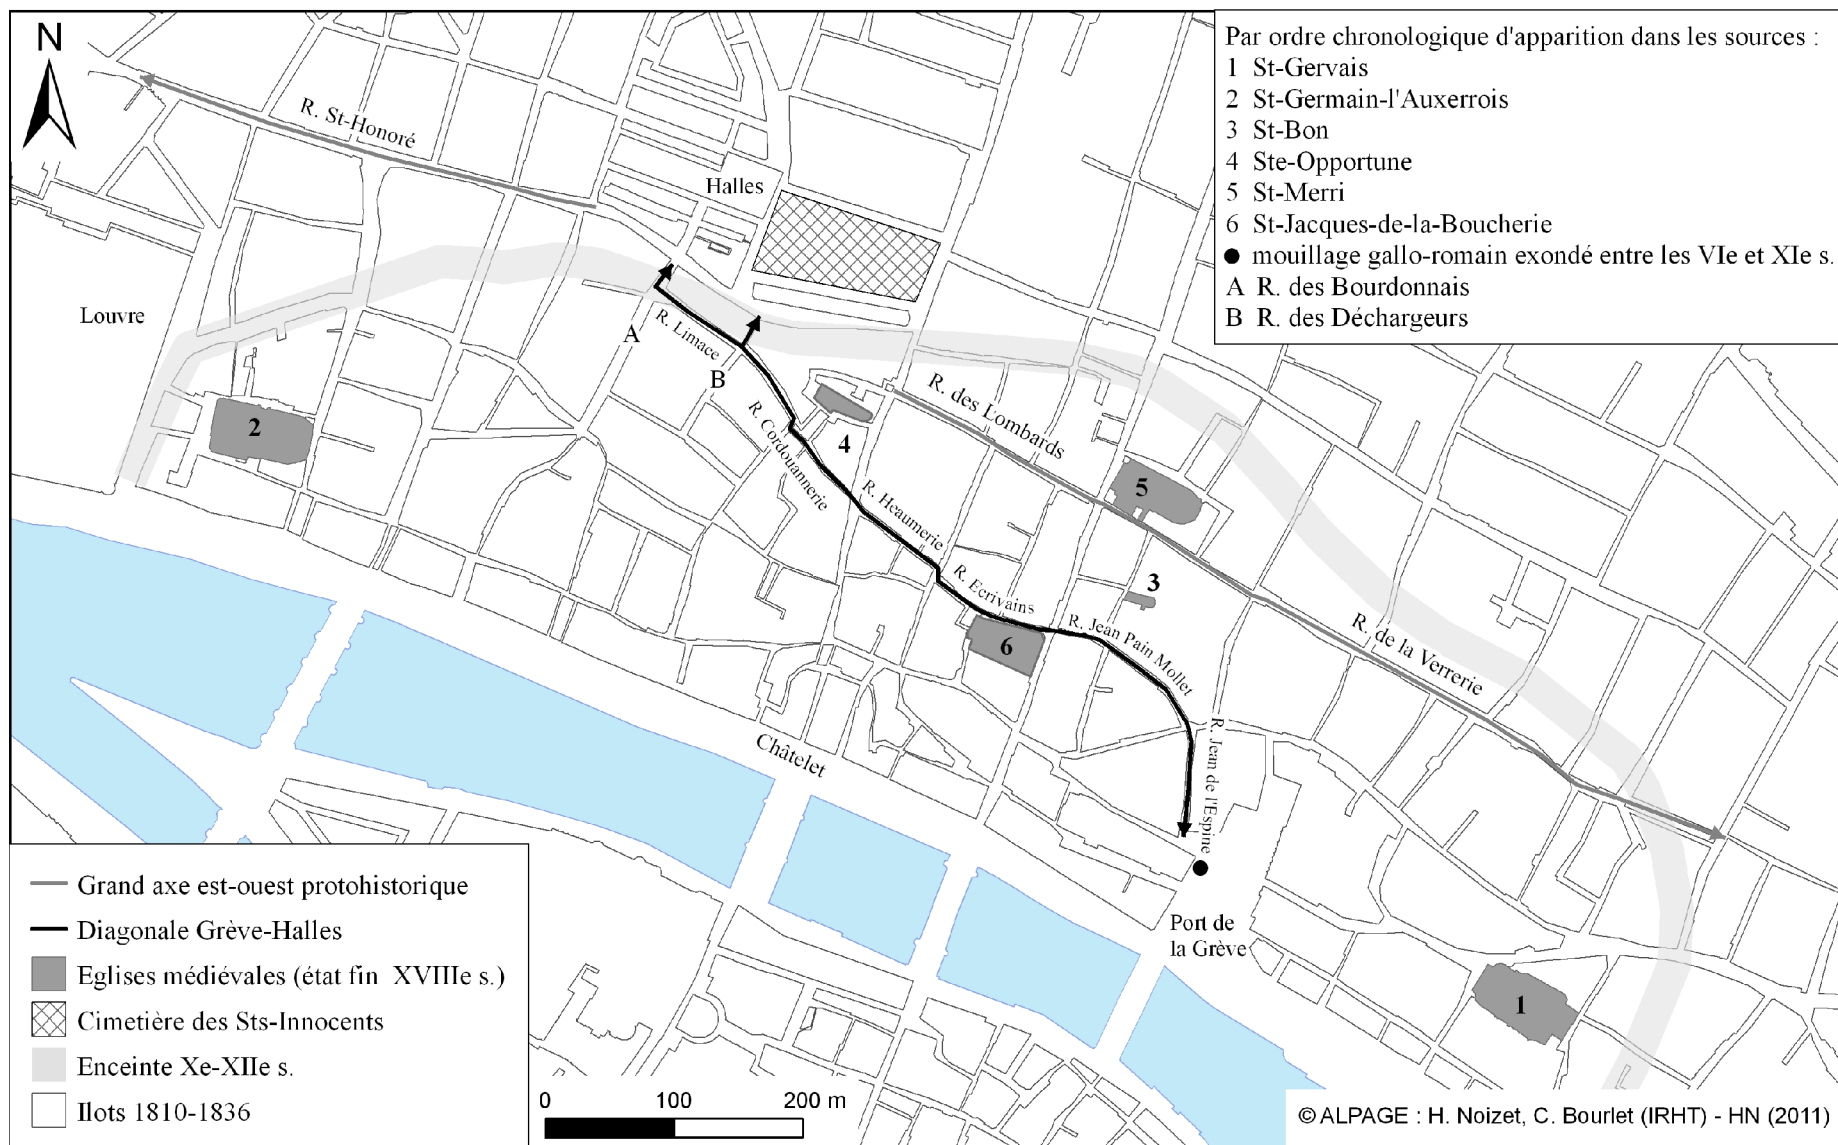 N
R. St-Honoré
Halles
Louvre
A
R. Limace
B
R. Cordouannerie
4
R. des Lombards
2
R. Heaumerie
5
R. Ecrivains
3
R. Jean Pain Mollet
6
R. de la Verrerie
R. Jean de l'Espine
Châtelet
Port de
la Grève
1
Par ordre chronologique d'apparition dans les sources :
1 St-Gervais
2 St-Germain-l'Auxerrois
3 St-Bon
4 Ste-Opportune
5 St-Merri
6 St-Jacques-de-la-Boucherie
mouillage gallo-romain exondé entre les VIe et XIe s.
A R. des Bourdonnais
B R. des Déchargeurs
Grand axe est-ouest protohistorique
Diagonale Grève-Halles
Eglises médiévales (état fin XVIIIe s.)
Cimetière des Sts-Innocents
Enceinte Xe-XIIe s.
Ilots 1810-1836
0 100 200 m
© ALPAGE : H. Noizet, C. Bourlet (IRHT) - HN (2011)